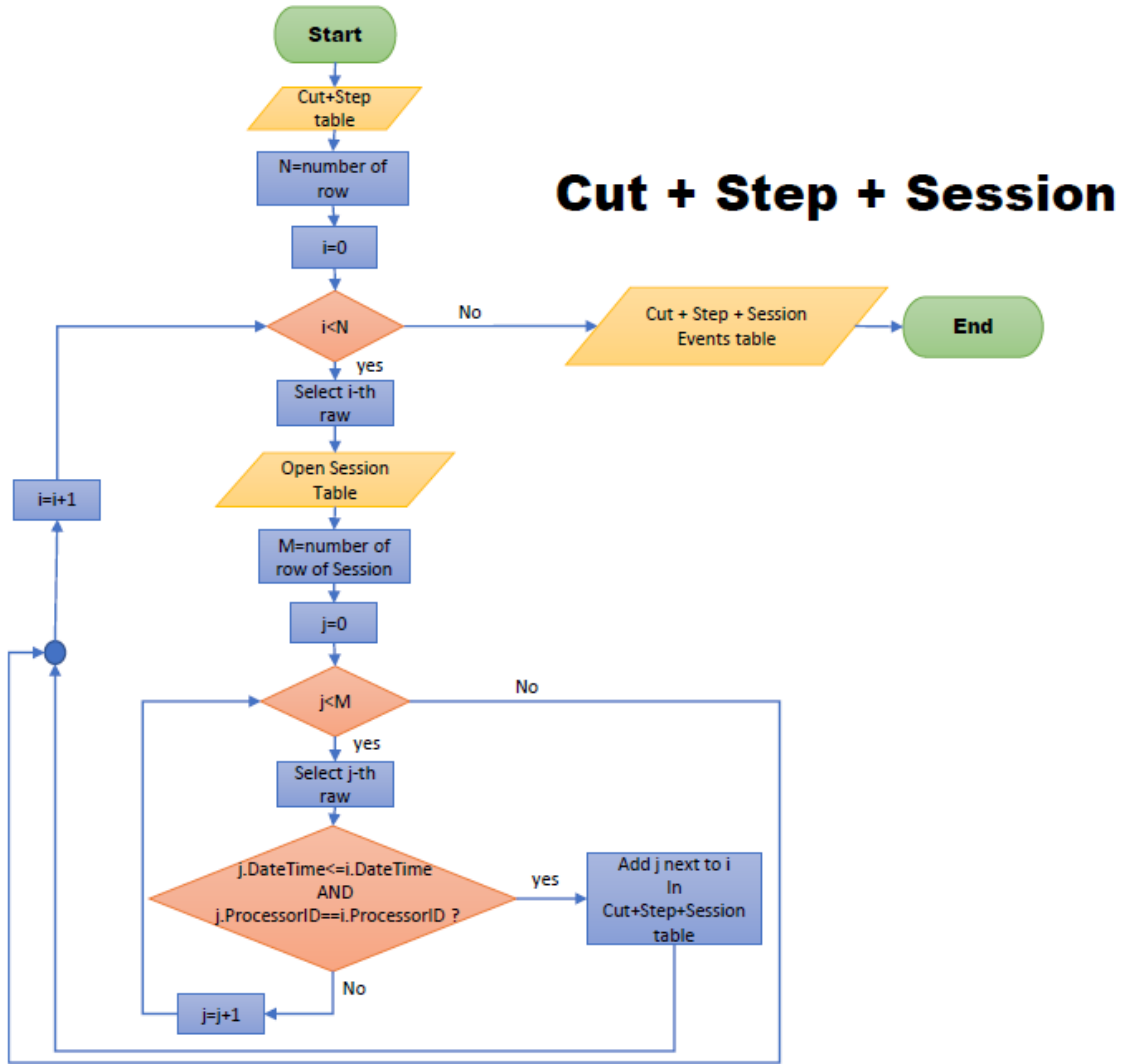 Start
Cut+Step
table
N=number of
row
Cut + Step + Session
i=0
i<N
No
Cut + Step + Session
Events table
End
yes
Select i-th
raw
Open Session
Table
i=i+1
M=number of
row of Session
j=0
j<M
No
yes
Select j-th
raw
j.DateTime<=i.DateTime
AND
j.ProcessorID==i.ProcessorID ?
yes
Add j next to i
In
Cut+Step+Session
table
No
j=j+1